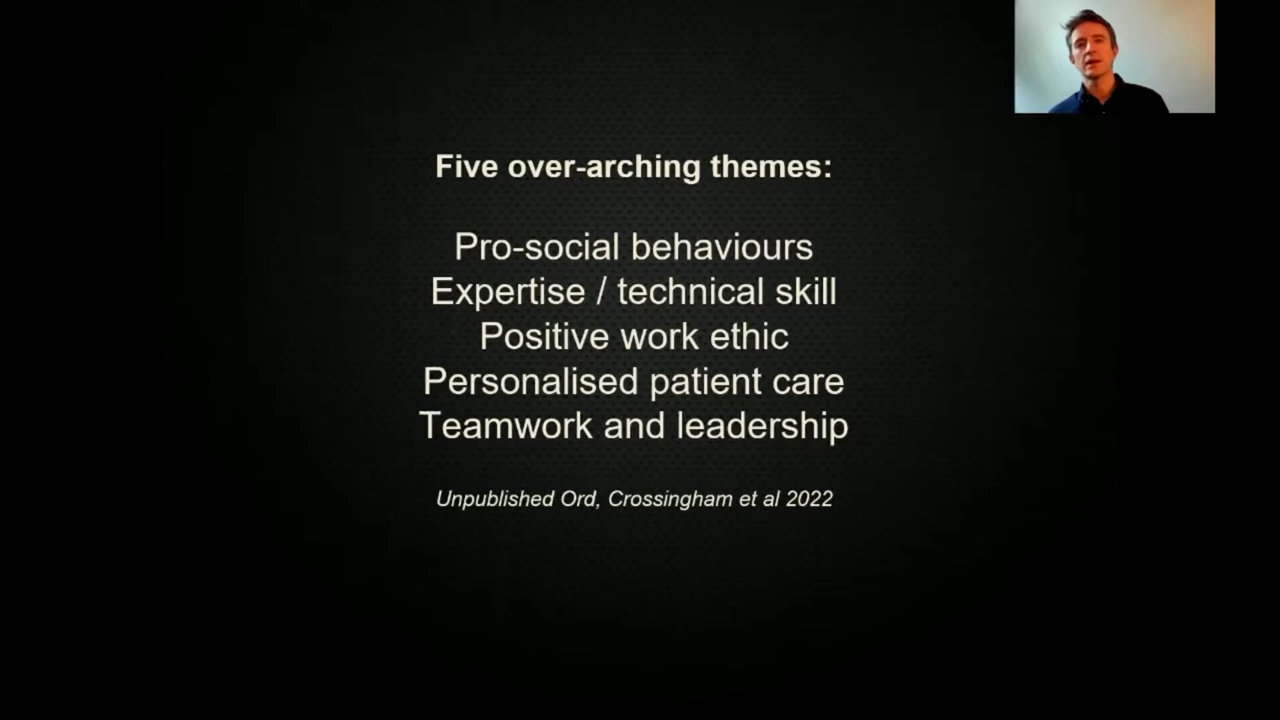 Five over-arching themes:
Pro-social behaviours
Expertise / technical skill
Positive work ethic
Personalised patient care
Teamwork and leadership
Unpublished Ord, Crossingham et al 2022